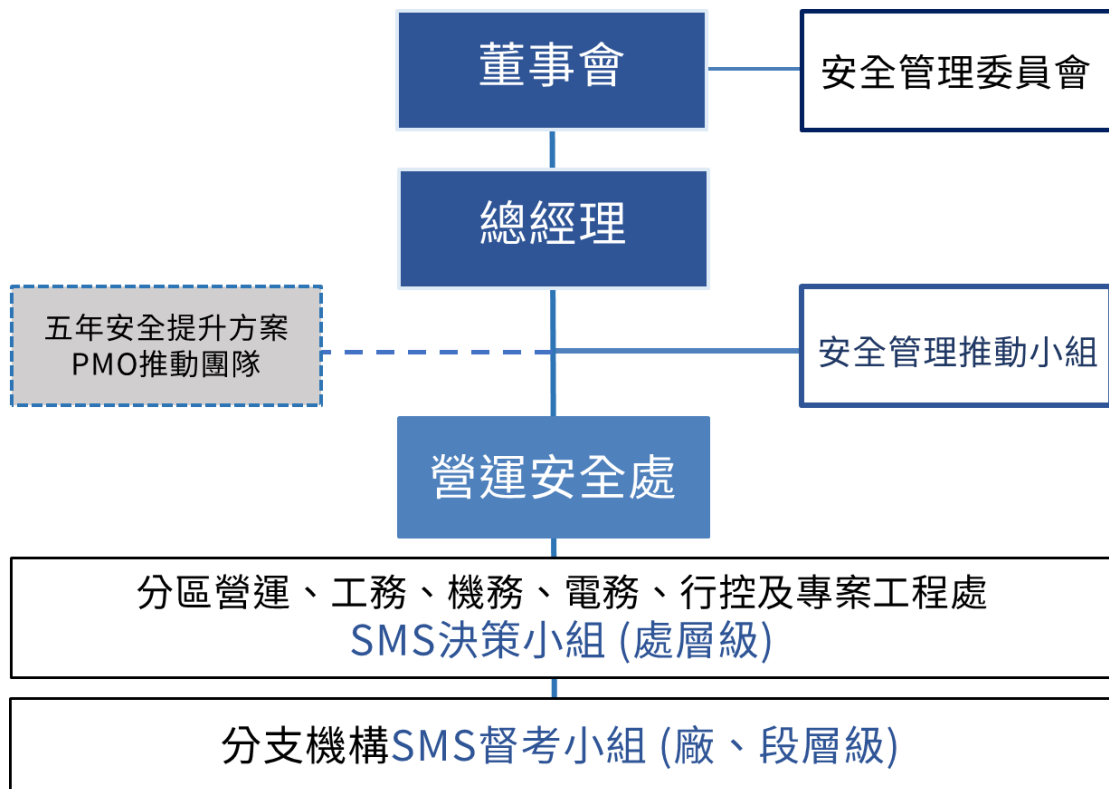 董事會
安全管理委員會
總經理
五年安全提升方案
PMO推動團隊
安全管理推動小組
營運安全處
分區營運、工務、機務、電務、行控及專案工程處
SMS決策小組 (處層級)
分支機構SMS督考小組 (廠、段層級)